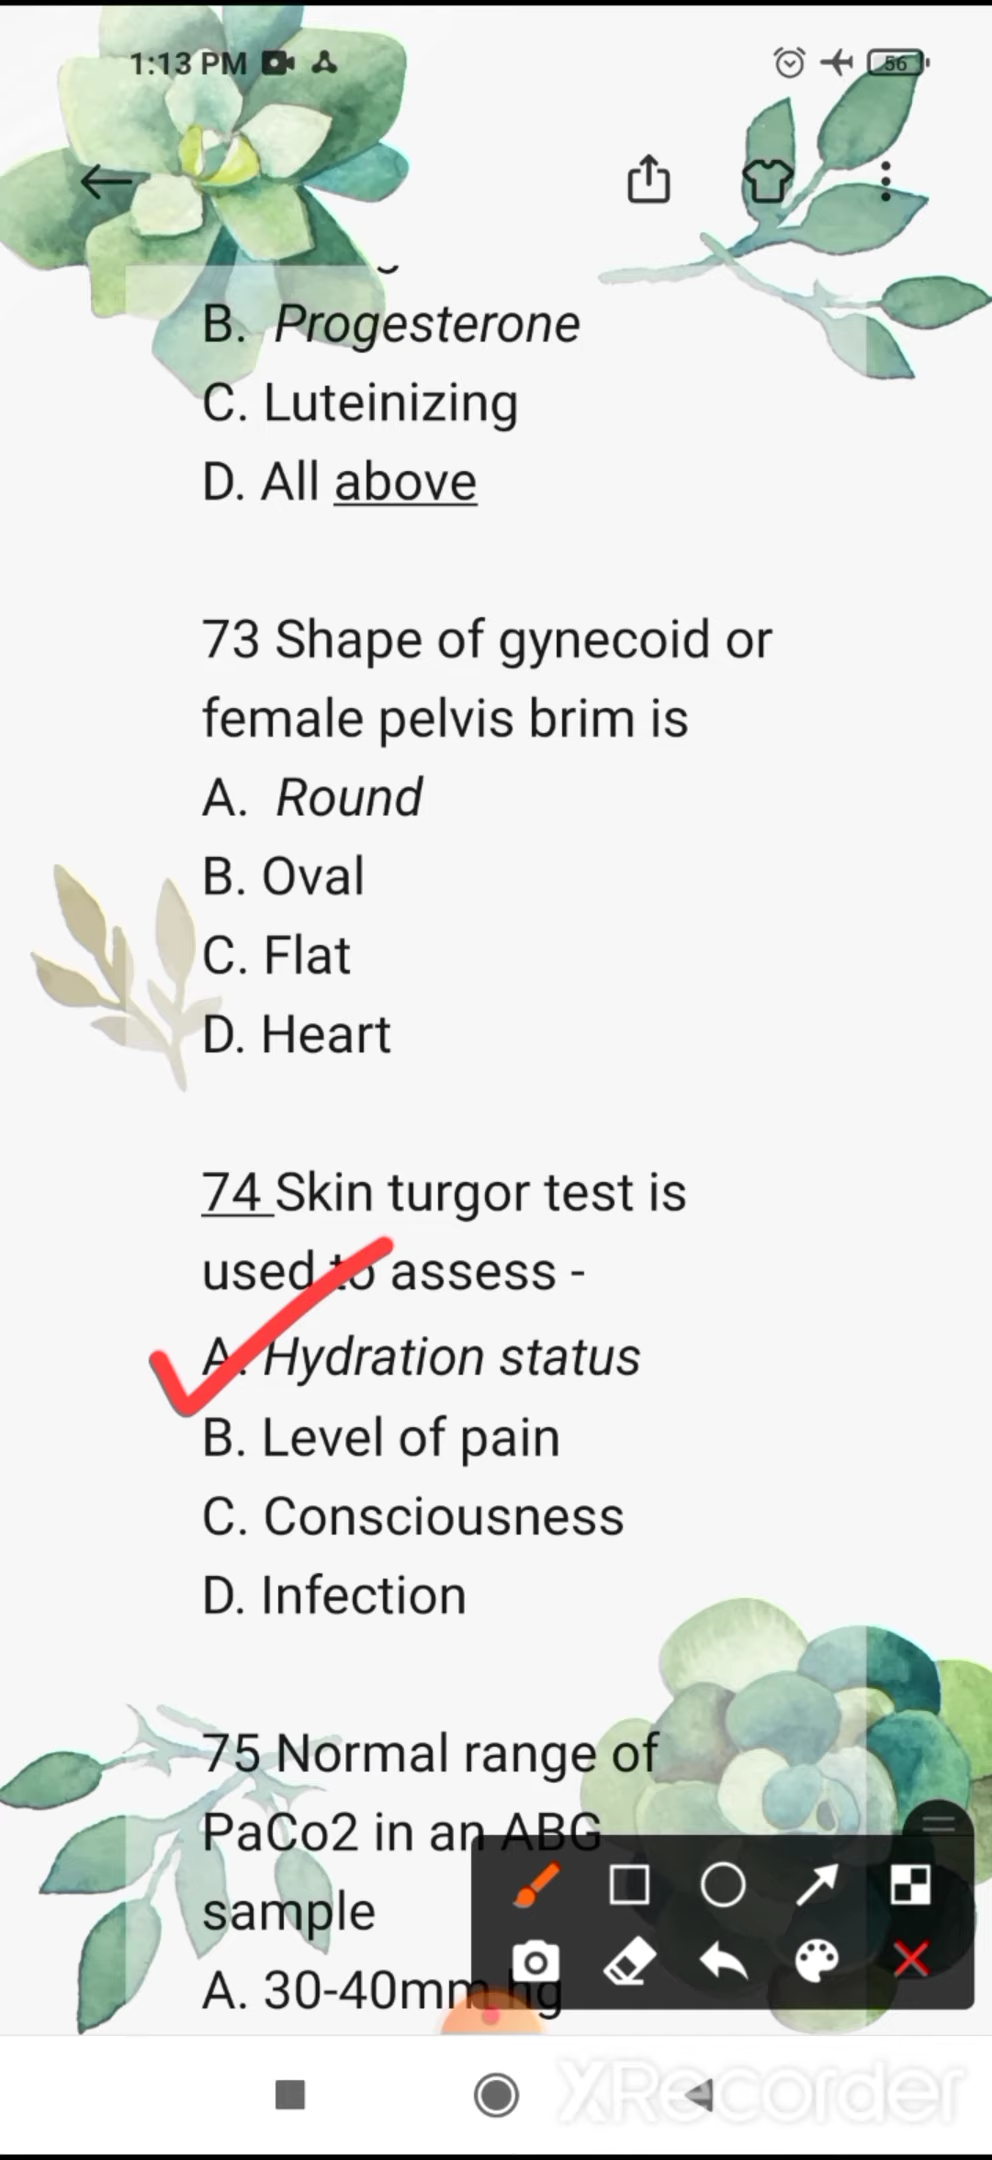 1:13 PM
56
B. Progesterone
C. Luteinizing
D. All above
73 Shape of gynecoid or
female pelvis brim is
A. Round
B. Oval
C. Flat
D. Heart
74 Skin turgor test is
used to assess -
A. Hydration status
B. Level of pain
C. Consciousness
D. Infection
75 Normal range of
PaCo2 in an ABG
sample
A. 30-40mm hg
XRecorder